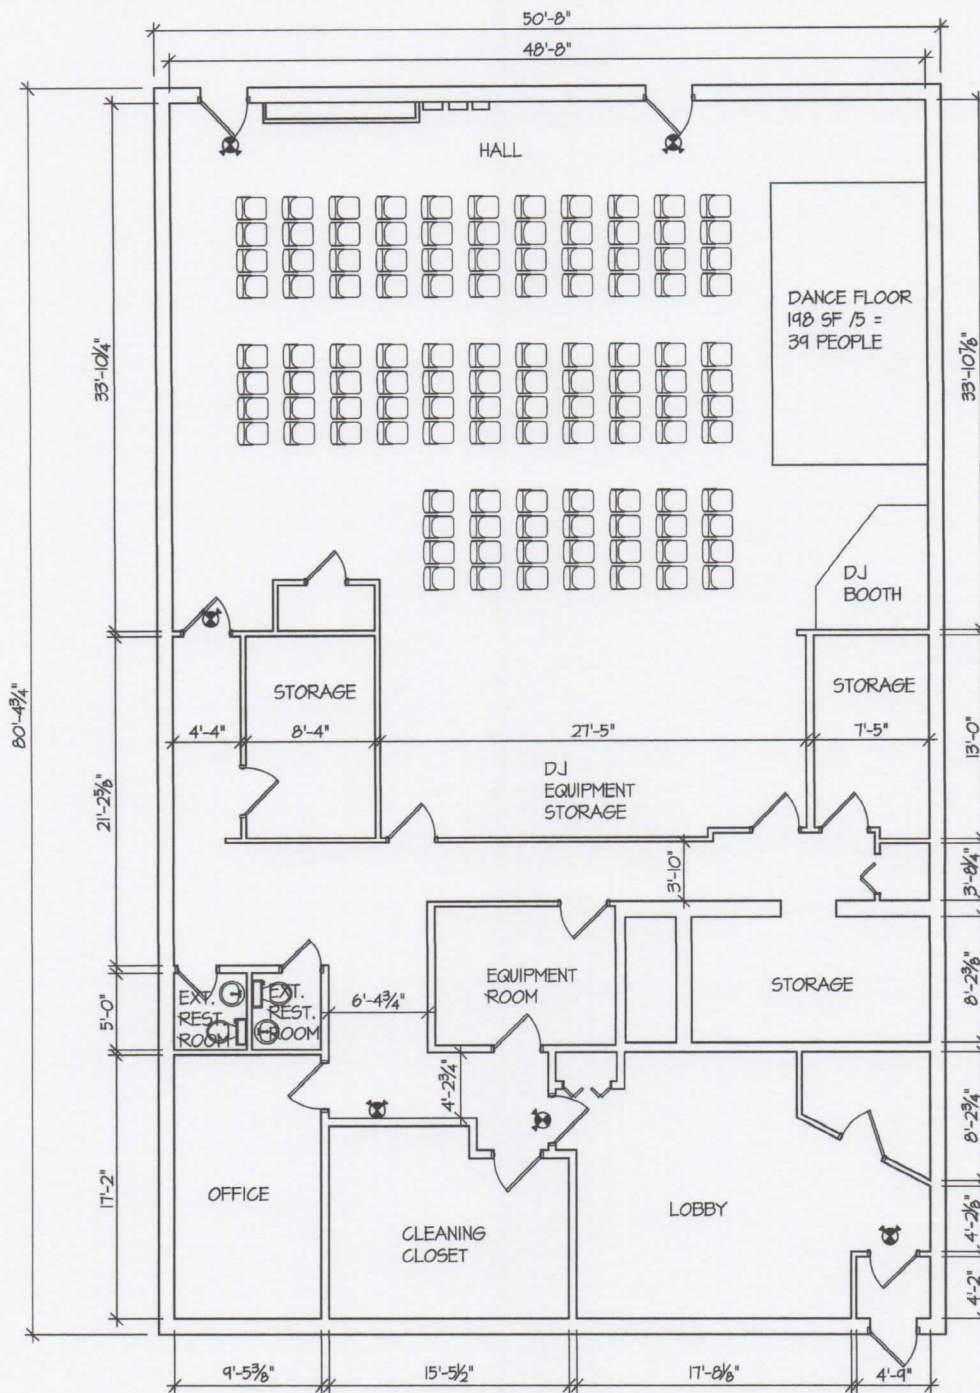 50'-8"
48'-8"
HALL
DANCE FLOOR
198 SF /5 =
39 PEOPLE
33'-10¼"
33'-10⅞"
DJ
BOOTH
80'-4¾"
STORAGE
STORAGE
4'-4"
8'-4"
27'-5"
7'-5"
13'-0"
DJ
EQUIPMENT
STORAGE
21'-2⅝"
3'-10"
3'-8¼"
EQUIPMENT
ROOM
STORAGE
8'-2⅜"
EXT.
REST.
ROOM
EXT.
REST.
ROOM
6'-4¾"
5'-0"
4'-2¾"
8'-2¾"
OFFICE
LOBBY
17'-2"
CLEANING
CLOSET
4'-2⅛"
4'-2"
9'-5⅜"
15'-5½"
17'-8⅛"
4'-9"